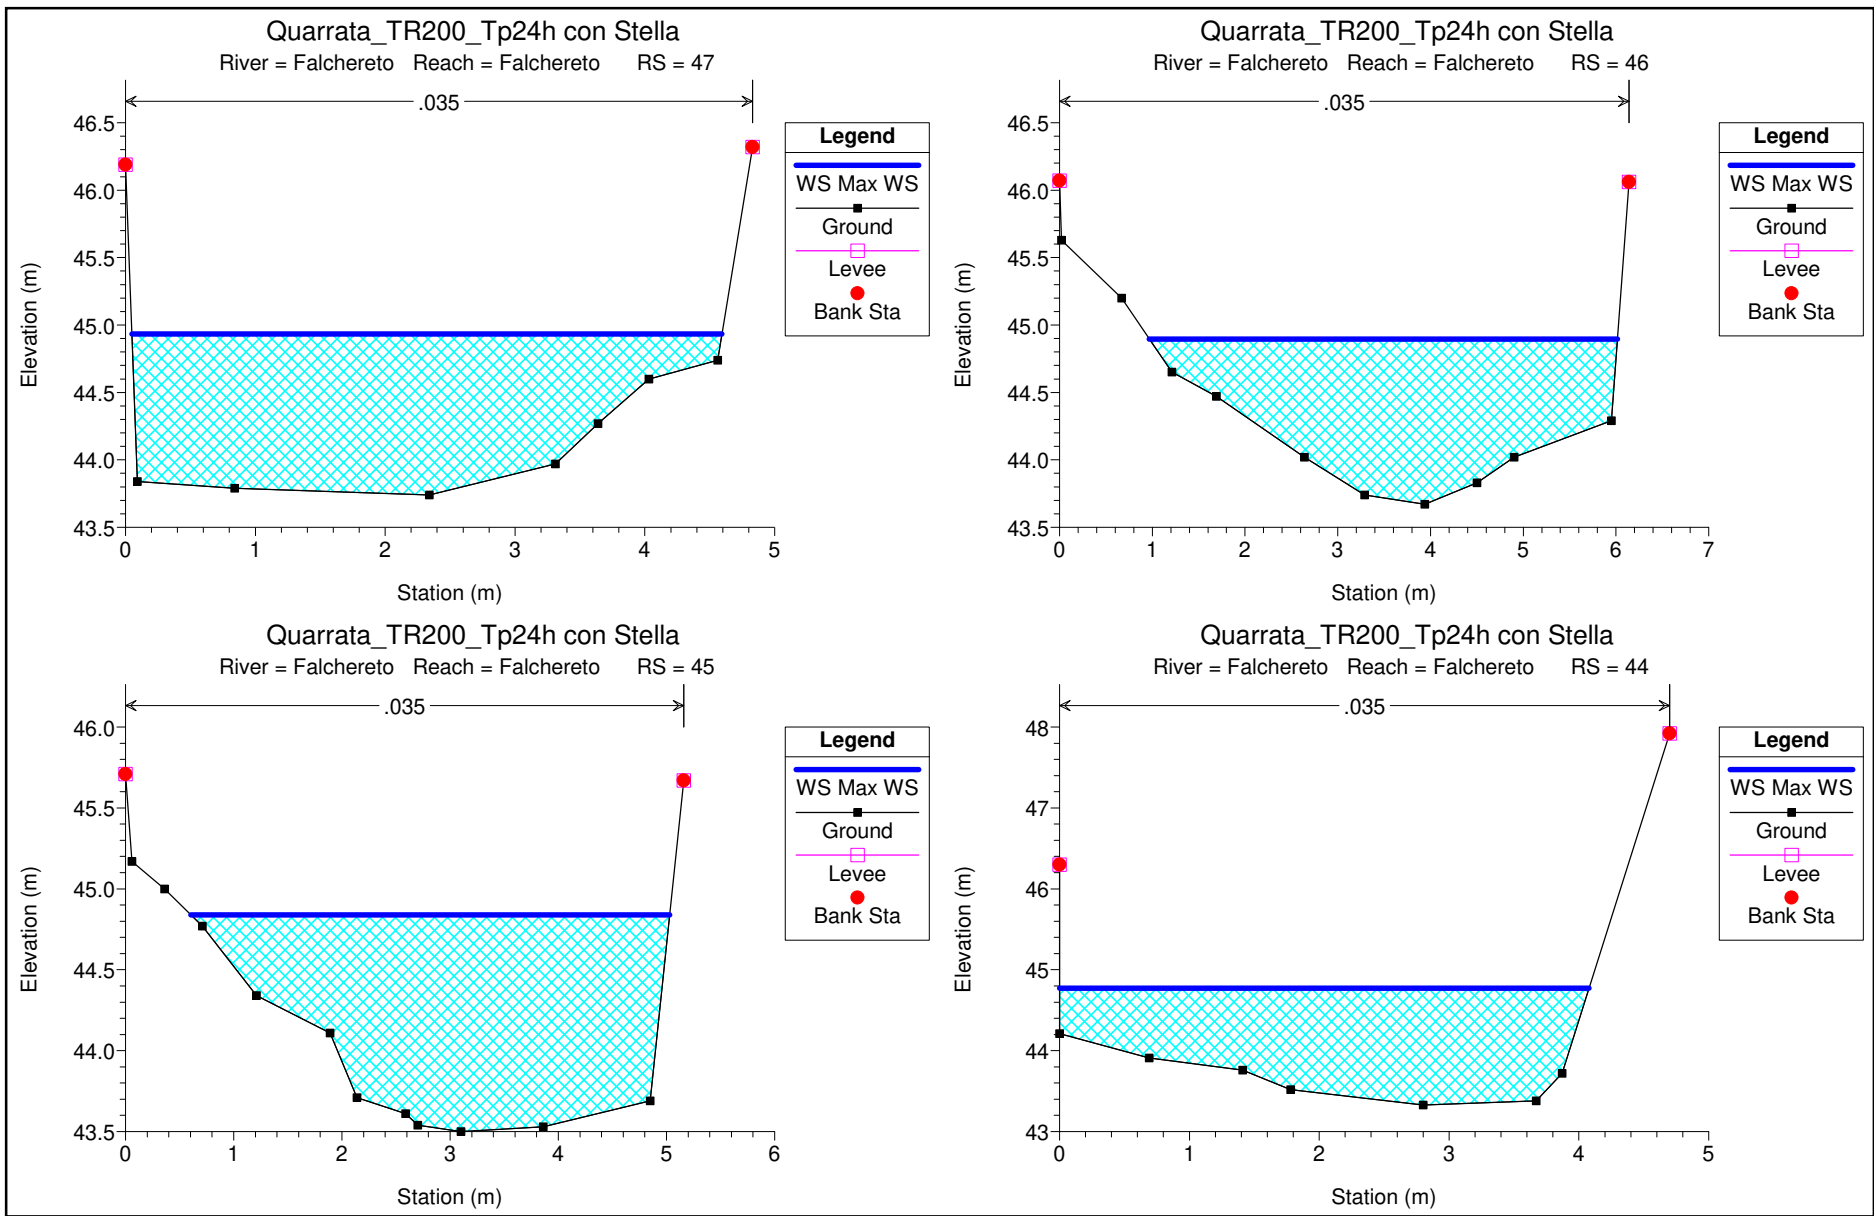 Quarrata_TR200_Tp24h con Stella
River = Falchereto Reach = Falchereto RS = 47
.035
46.5
46.0
45.5
45.0
44.5
44.0
43.5
0 1 2 3 4 5
Station (m)
Elevation (m)
Legend
WS Max WS
Ground
Levee
Bank Sta
Quarrata_TR200_Tp24h con Stella
River = Falchereto Reach = Falchereto RS = 46
.035
46.5
46.0
45.5
45.0
44.5
44.0
43.5
0 1 2 3 4 5 6 7
Station (m)
Elevation (m)
Legend
WS Max WS
Ground
Levee
Bank Sta
Quarrata_TR200_Tp24h con Stella
River = Falchereto Reach = Falchereto RS = 45
.035
46.0
45.5
45.0
44.5
44.0
43.5
0 1 2 3 4 5 6
Station (m)
Elevation (m)
Legend
WS Max WS
Ground
Levee
Bank Sta
Quarrata_TR200_Tp24h con Stella
River = Falchereto Reach = Falchereto RS = 44
.035
48
47
46
45
44
43
0 1 2 3 4 5
Station (m)
Elevation (m)
Legend
WS Max WS
Ground
Levee
Bank Sta